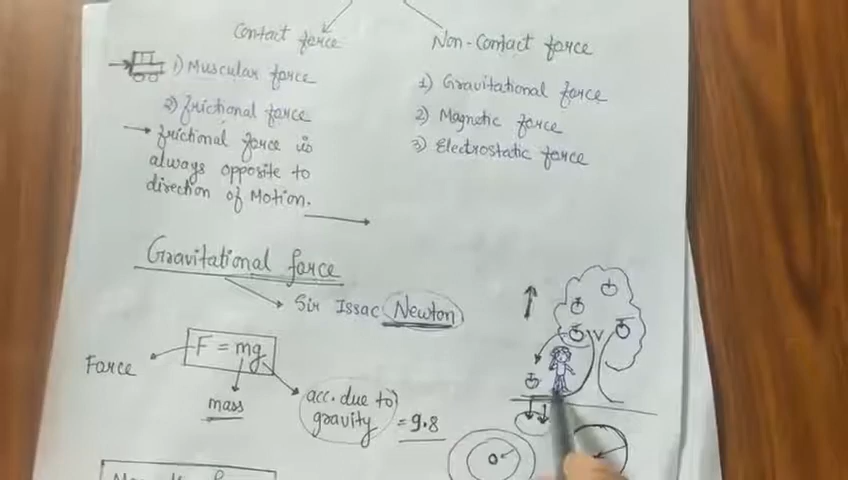 Contact force
Non-Contact force
1) Muscular force
2) frictional force
frictional force is
always opposite to
direction of Motion.
1) Gravitational force
2) Magnetic force
3) Electrostatic force
Gravitational force
Sir Issac Newton
Force
F = mg
mass
acc. due to
gravity = 9.8